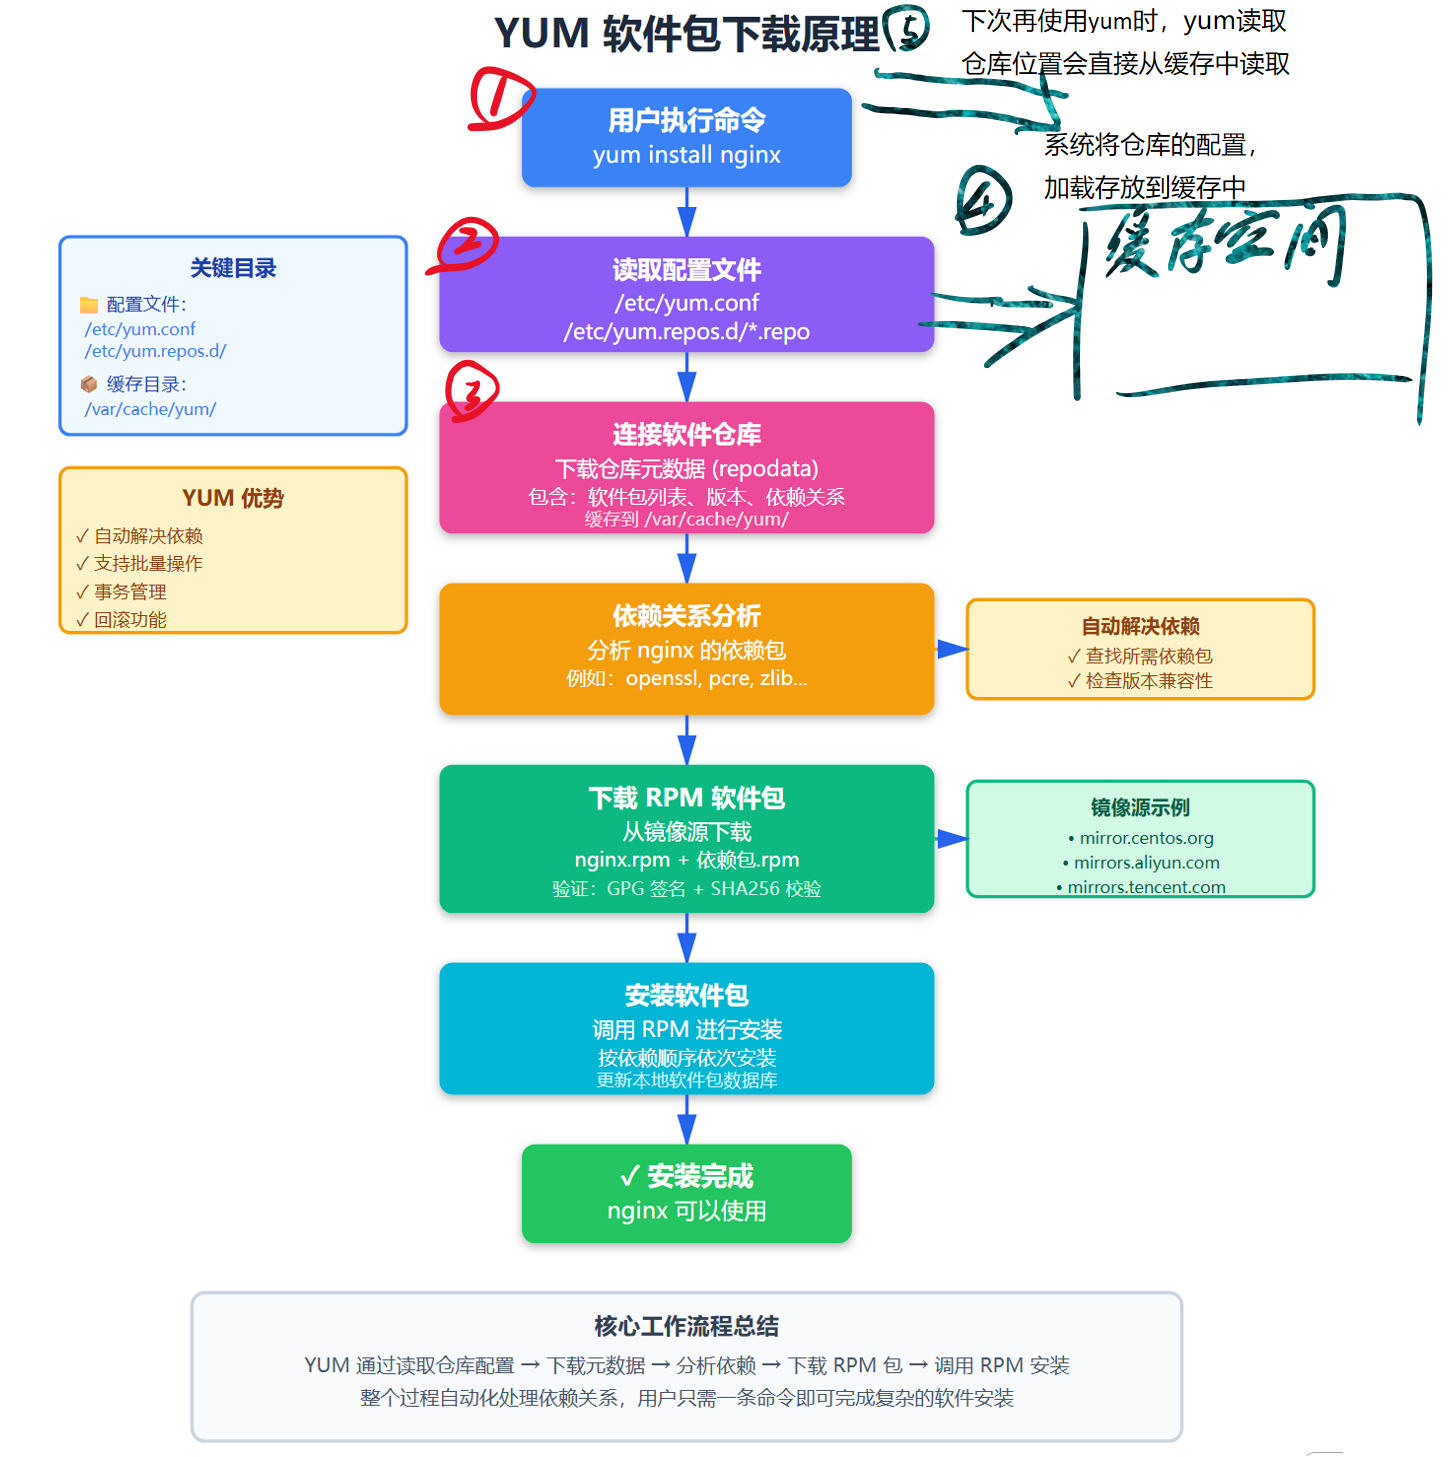 YUM 软件包下载原理
5
下次再使用yum时，yum读取
仓库位置会直接从缓存中读取
1
用户执行命令
yum install nginx
系统将仓库的配置，
加载存放到缓存中
4
缓存空间
2
读取配置文件
/etc/yum.conf
/etc/yum.repos.d/*.repo
关键目录
📁 配置文件：
/etc/yum.conf
/etc/yum.repos.d/
📦 缓存目录：
/var/cache/yum/
3
连接软件仓库
下载仓库元数据 (repodata)
包含：软件包列表、版本、依赖关系
缓存到 /var/cache/yum/
YUM 优势
✓ 自动解决依赖
✓ 支持批量操作
✓ 事务管理
✓ 回滚功能
依赖关系分析
分析 nginx 的依赖包
例如：openssl, pcre, zlib...
自动解决依赖
✓ 查找所需依赖包
✓ 检查版本兼容性
下载 RPM 软件包
从镜像源下载
nginx.rpm + 依赖包.rpm
验证：GPG 签名 + SHA256 校验
镜像源示例
• mirror.centos.org
• mirrors.aliyun.com
• mirrors.tencent.com
安装软件包
调用 RPM 进行安装
按依赖顺序依次安装
更新本地软件包数据库
✓ 安装完成
nginx 可以使用
核心工作流程总结
YUM 通过读取仓库配置 → 下载元数据 → 分析依赖 → 下载 RPM 包 → 调用 RPM 安装
整个过程自动化处理依赖关系，用户只需一条命令即可完成复杂的软件安装